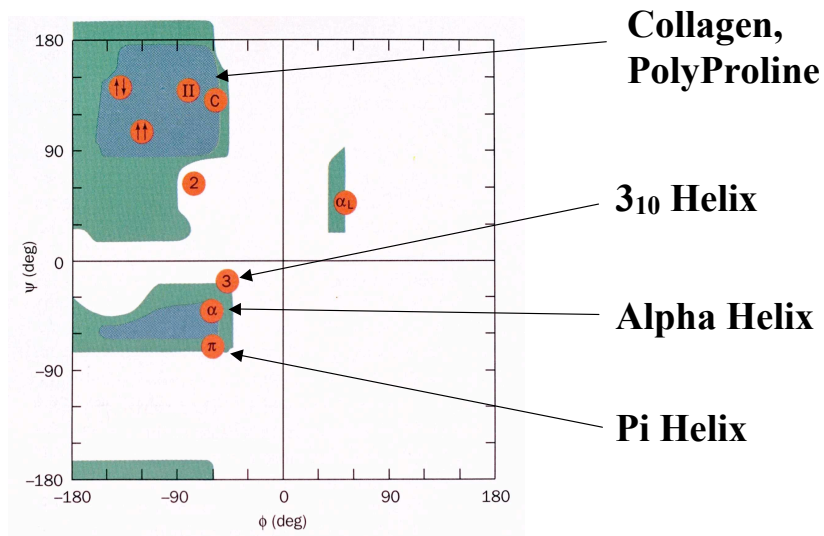 Collagen,
PolyProline
3₁₀ Helix
Alpha Helix
Pi Helix
180
90
0
−90
−180
ψ (deg)
−180
−90
0
90
180
ϕ (deg)
↑↓
II
C
↑↑
2
αL
3
α
π